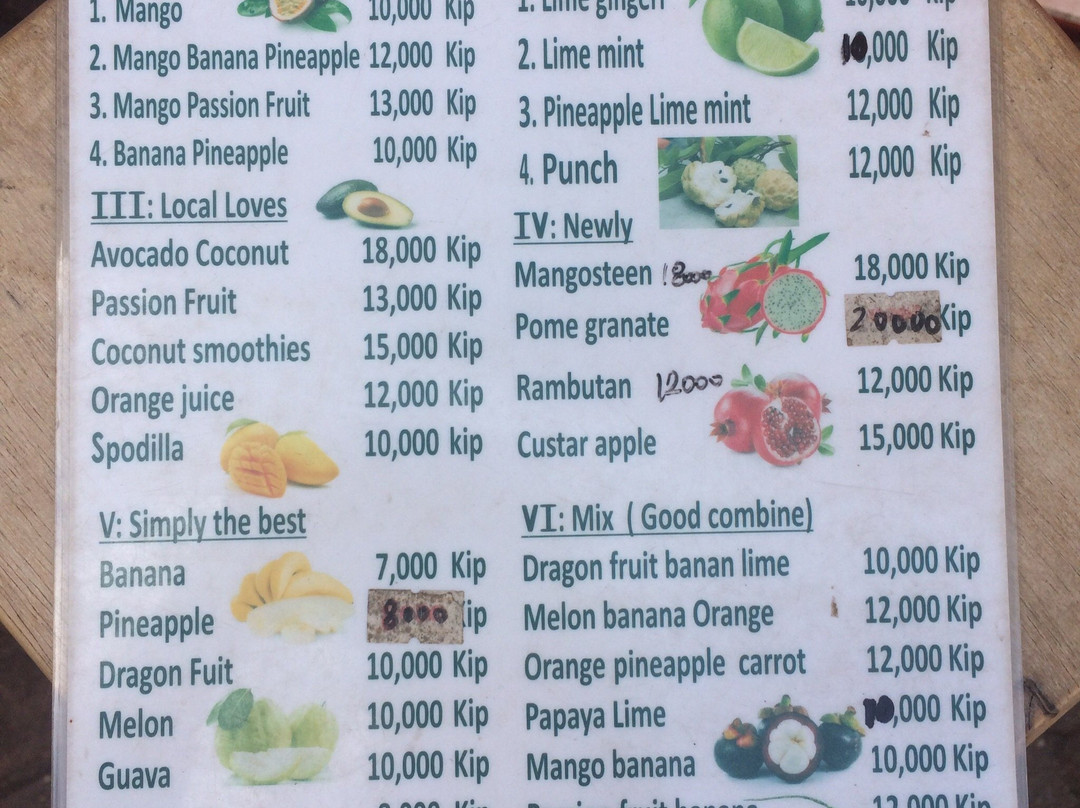 1. Mango 10,000 Kip
2. Mango Banana Pineapple 12,000 Kip
3. Mango Passion Fruit 13,000 Kip
4. Banana Pineapple 10,000 Kip
III: Local Loves
Avocado Coconut 18,000 Kip
Passion Fruit 13,000 Kip
Coconut smoothies 15,000 Kip
Orange juice 12,000 Kip
Spodilla 10,000 kip
V: Simply the best
Banana 7,000 Kip
Pineapple 8000 Kip
Dragon Fuit 10,000 Kip
Melon 10,000 Kip
Guava 10,000 Kip
1. Lime ginger Kip
2. Lime mint 10,000 Kip
3. Pineapple Lime mint 12,000 Kip
4. Punch 12,000 Kip
IV: Newly
Mangosteen 18000 18,000 Kip
Pome granate 20000 Kip
Rambutan 12000 12,000 Kip
Custar apple 15,000 Kip
VI: Mix ( Good combine)
Dragon fruit banan lime 10,000 Kip
Melon banana Orange 12,000 Kip
Orange pineapple carrot 12,000 Kip
Papaya Lime 10,000 Kip
Mango banana 10,000 Kip